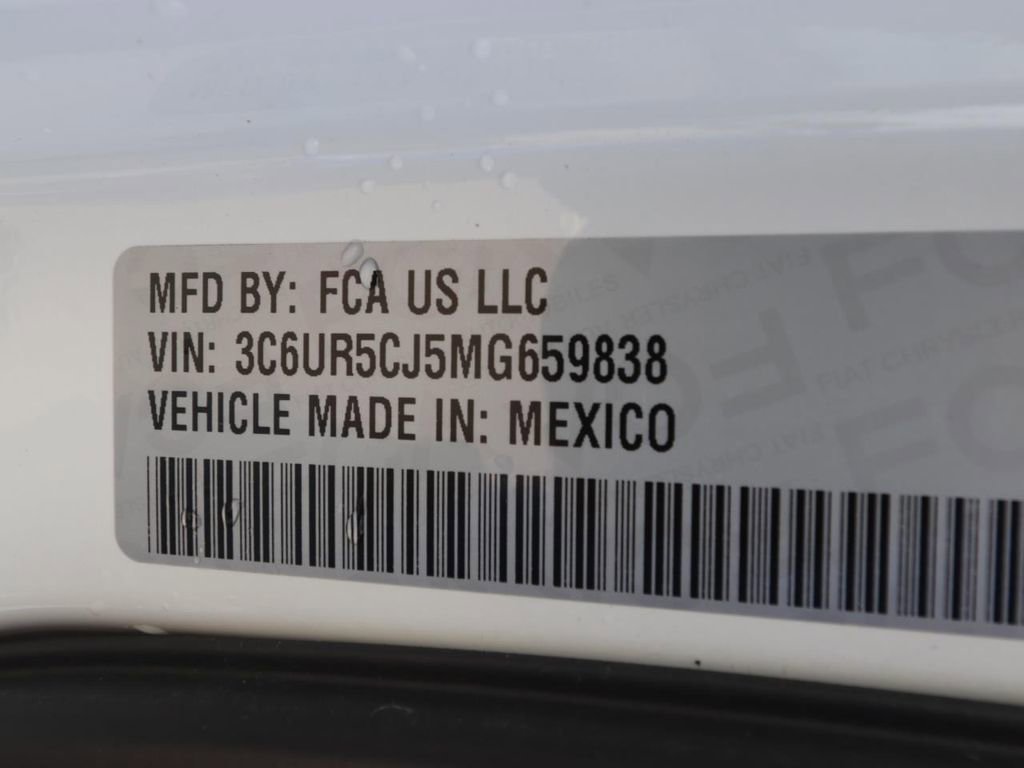 MFD BY: FCA US LLC
VIN: 3C6UR5CJ5MG659838
VEHICLE MADE IN: MEXICO